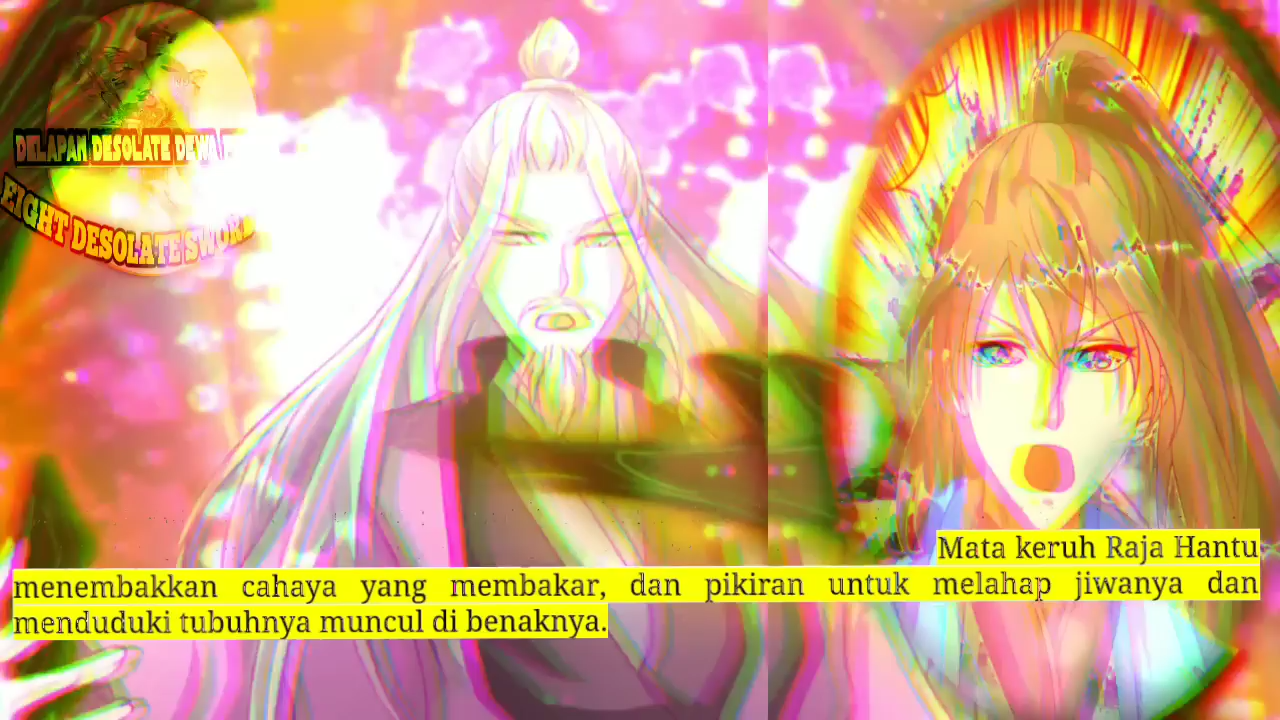 DELAPAN DESOLATE DEWA
EIGHT DESOLATE SWORD
Mata keruh Raja Hantu
menembakkan cahaya yang membakar, dan pikiran untuk melahap jiwanya dan
menduduki tubuhnya muncul di benaknya.